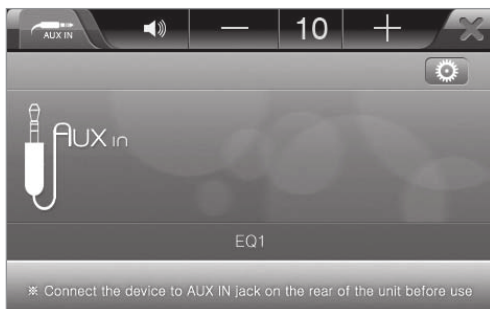 AUX IN — 10 +
AUX IN
EQ1
※ Connect the device to AUX IN jack on the rear of the unit before use